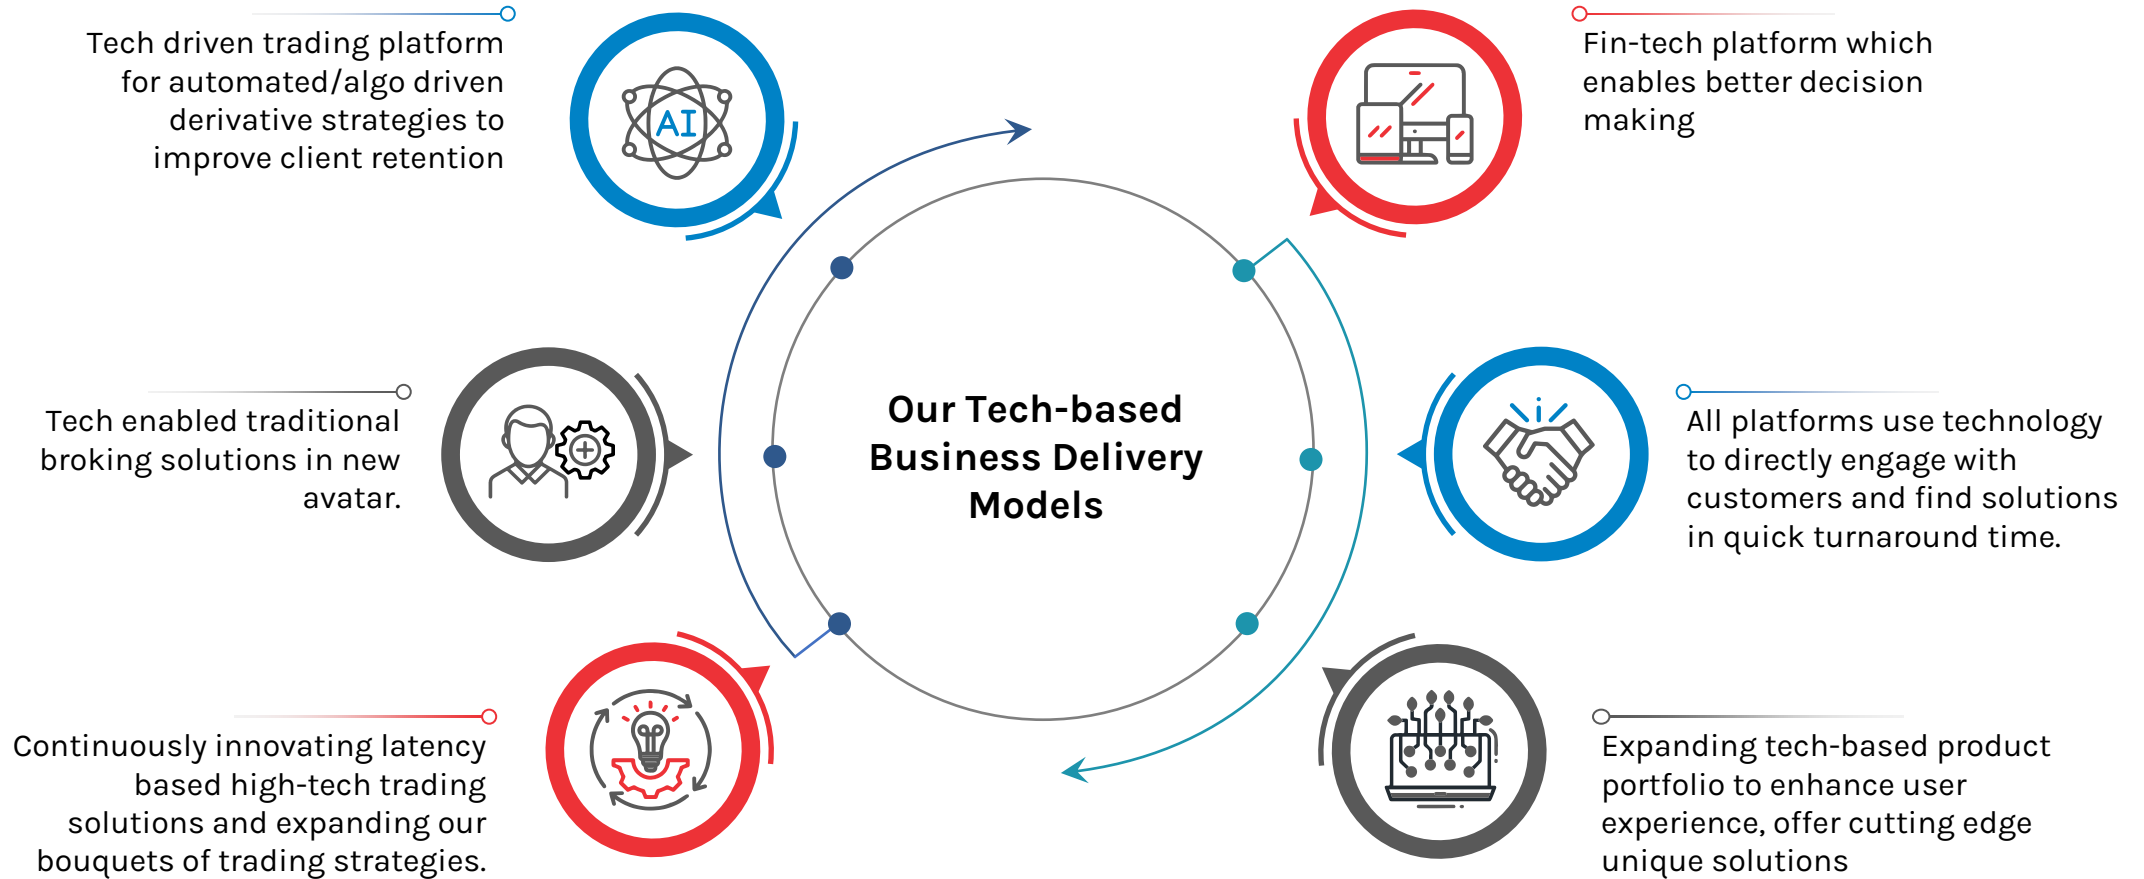 Tech driven trading platform
for automated/algo driven
derivative strategies to
improve client retention
AI
Fin-tech platform which
enables better decision
making
Tech enabled traditional
broking solutions in new
avatar.
Our Tech-based
Business Delivery
Models
All platforms use technology
to directly engage with
customers and find solutions
in quick turnaround time.
Continuously innovating latency
based high-tech trading
solutions and expanding our
bouquets of trading strategies.
Expanding tech-based product
portfolio to enhance user
experience, offer cutting edge
unique solutions